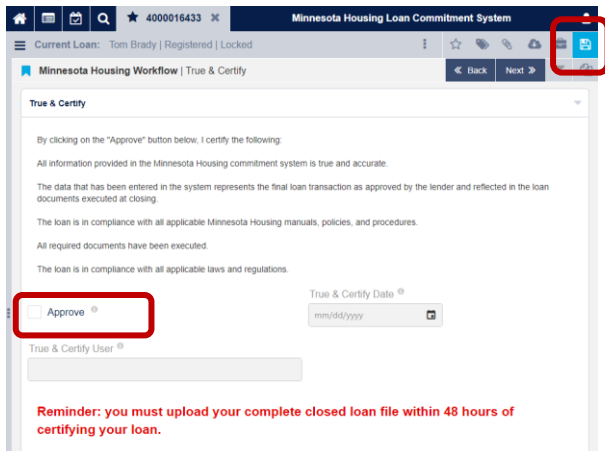 4000016433
Minnesota Housing Loan Commitment System
Current Loan: Tom Brady | Registered | Locked
Minnesota Housing Workflow | True & Certify
Back Next
True & Certify
By clicking on the "Approve" button below, I certify the following:
All information provided in the Minnesota Housing commitment system is true and accurate.
The data that has been entered in the system represents the final loan transaction as approved by the lender and reflected in the loan
documents executed at closing.
The loan is in compliance with all applicable Minnesota Housing manuals, policies, and procedures.
All required documents have been executed.
The loan is in compliance with all applicable laws and regulations.
True & Certify Date
Approve
mm/dd/yyyy
True & Certify User
Reminder: you must upload your complete closed loan file within 48 hours of
certifying your loan.